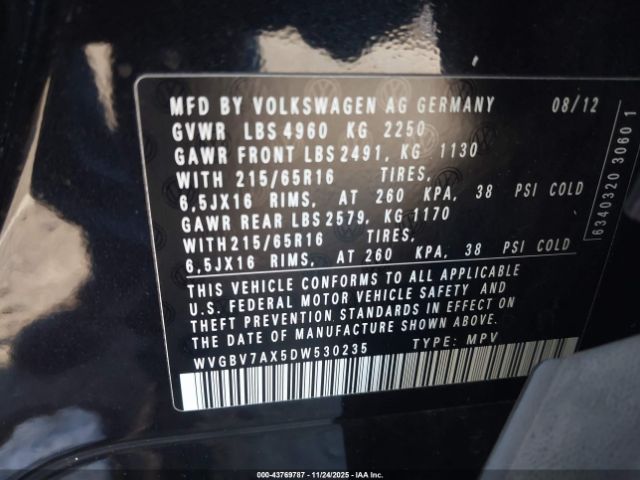 MFD BY VOLKSWAGEN AG GERMANY 08/12
GVWR LBS 4960 KG 2250
GAWR FRONT LBS 2491, KG 1130
WITH 215/65R16 TIRES,
6,5JX16 RIMS, AT 260 KPA, 38 PSI COLD
GAWR REAR LBS 2579, KG 1170
WITH 215/65R16 TIRES,
6,5JX16 RIMS, AT 260 KPA, 38 PSI COLD
THIS VEHICLE CONFORMS TO ALL APPLICABLE
U.S. FEDERAL MOTOR VEHICLE SAFETY AND
THEFT PREVENTION STANDARDS IN EFFECT ON
THE DATE OF MANUFACTURE SHOWN ABOVE.
WVGBV7AX5DW530235 TYPE: MPV
6340320 3060 1
000-43769787 - 11/24/2025 - IAA, Inc.